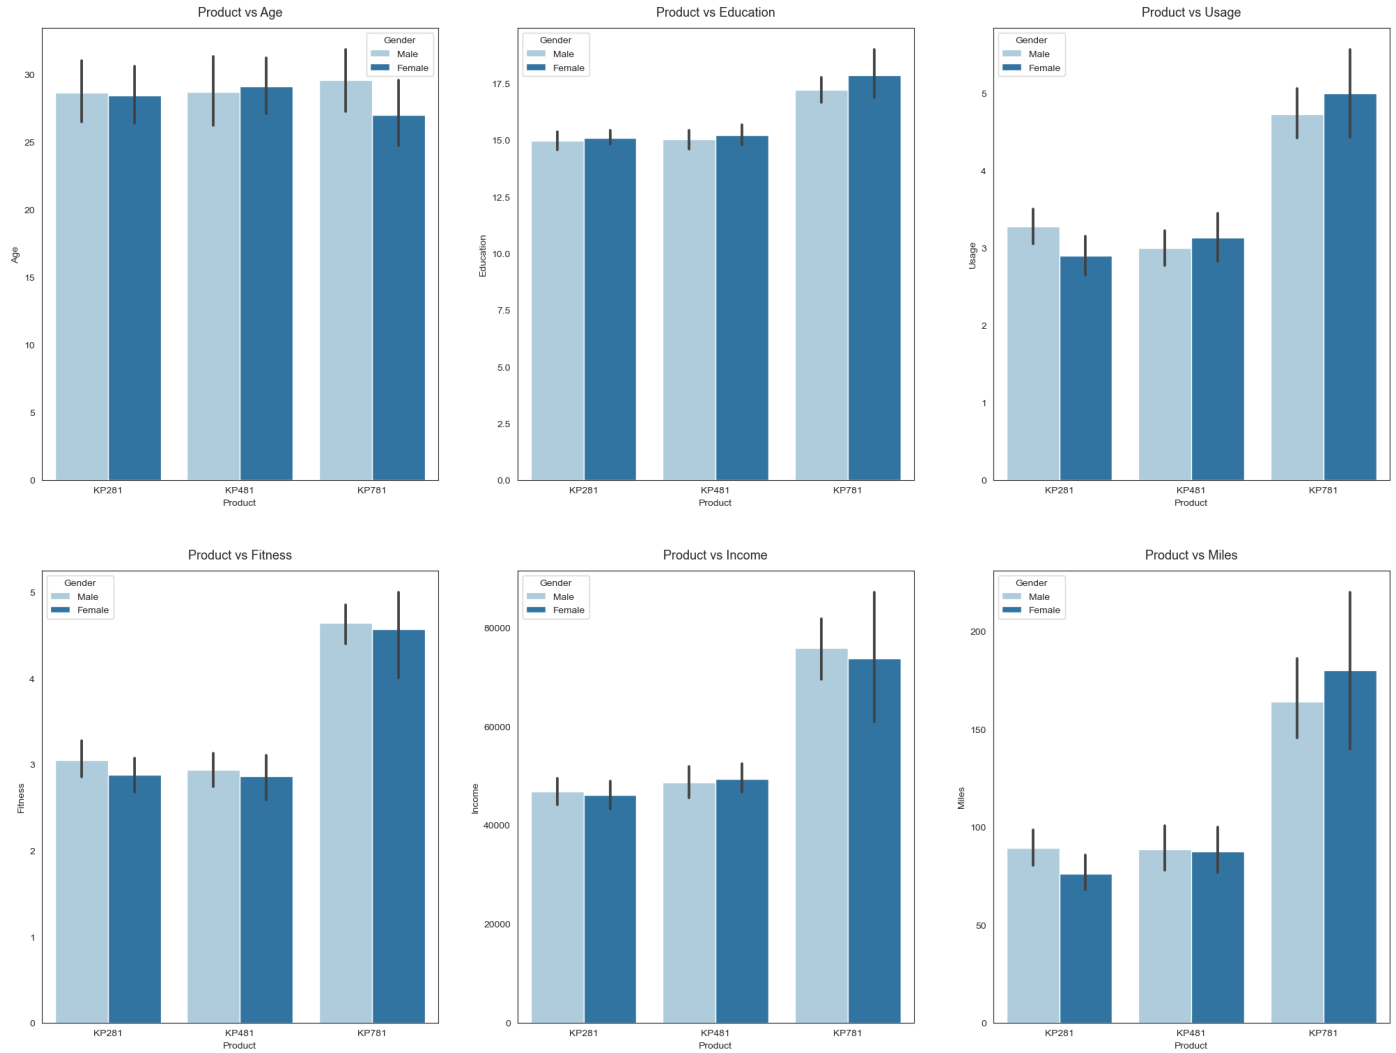 Product vs Age
Gender
Male
Female
30
25
20
15
10
5
0
Age
KP281 KP481 KP781
Product
Product vs Education
Gender
Male
Female
17.5
15.0
12.5
10.0
7.5
5.0
2.5
0.0
Education
KP281 KP481 KP781
Product
Product vs Usage
Gender
Male
Female
5
4
3
2
1
0
Usage
KP281 KP481 KP781
Product
Product vs Fitness
Gender
Male
Female
5
4
3
2
1
0
Fitness
KP281 KP481 KP781
Product
Product vs Income
Gender
Male
Female
80000
60000
40000
20000
0
Income
KP281 KP481 KP781
Product
Product vs Miles
Gender
Male
Female
200
150
100
50
0
Miles
KP281 KP481 KP781
Product